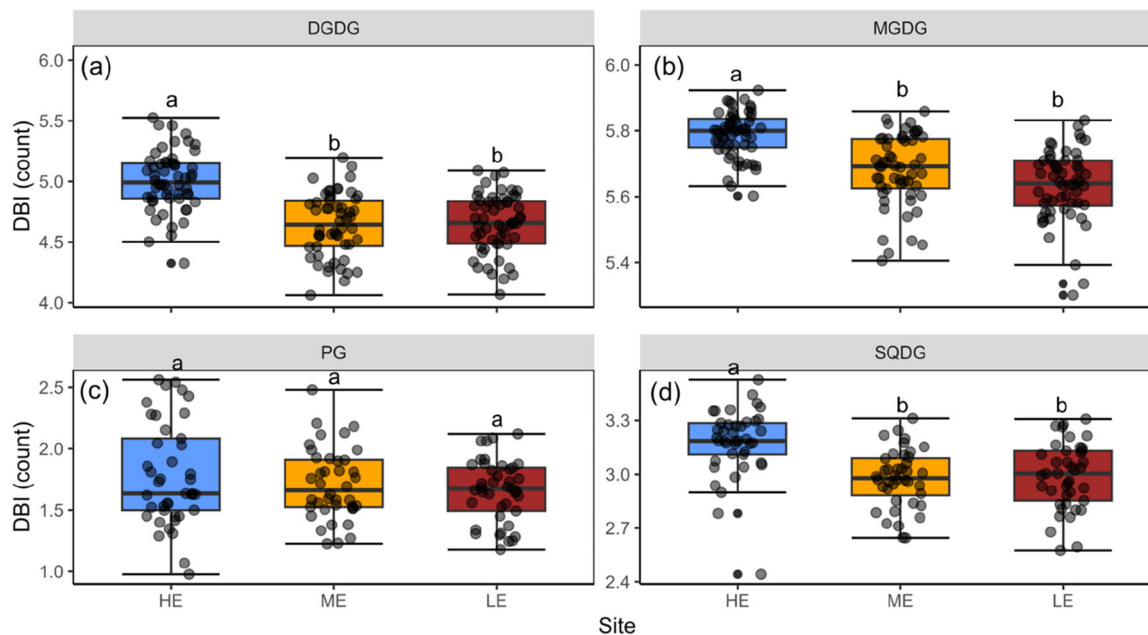 DGDG
MGDG
(a)
(b)
a
b
b
a
b
b
DBI (count)
6.0
5.5
5.0
4.5
4.0
6.0
5.8
5.6
5.4
PG
SQDG
(c)
(d)
a
a
a
a
b
b
DBI (count)
2.5
2.0
1.5
1.0
3.3
3.0
2.7
2.4
HE
ME
LE
HE
ME
LE
Site